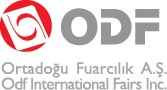 ODF
Ortadoğu Fuarcılık A.Ş.
Odf International Fairs Inc.